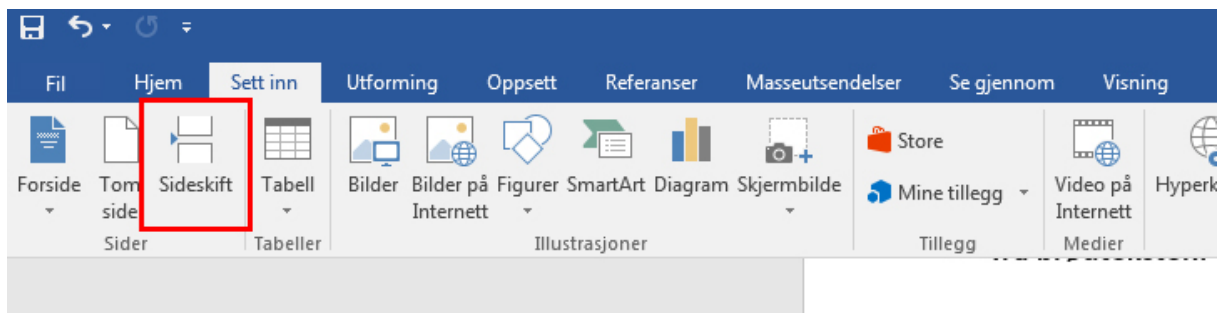 Fil Hjem Sett inn Utforming Oppsett Referanser Masseutsendelser Se gjennom Visning
Forside Tom side Sideskift Tabell Bilder Bilder på Internett Figurer SmartArt Diagram Skjermbilde
Store
Mine tillegg
Video på Internett
Sider Tabeller Illustrasjoner Tillegg Medier